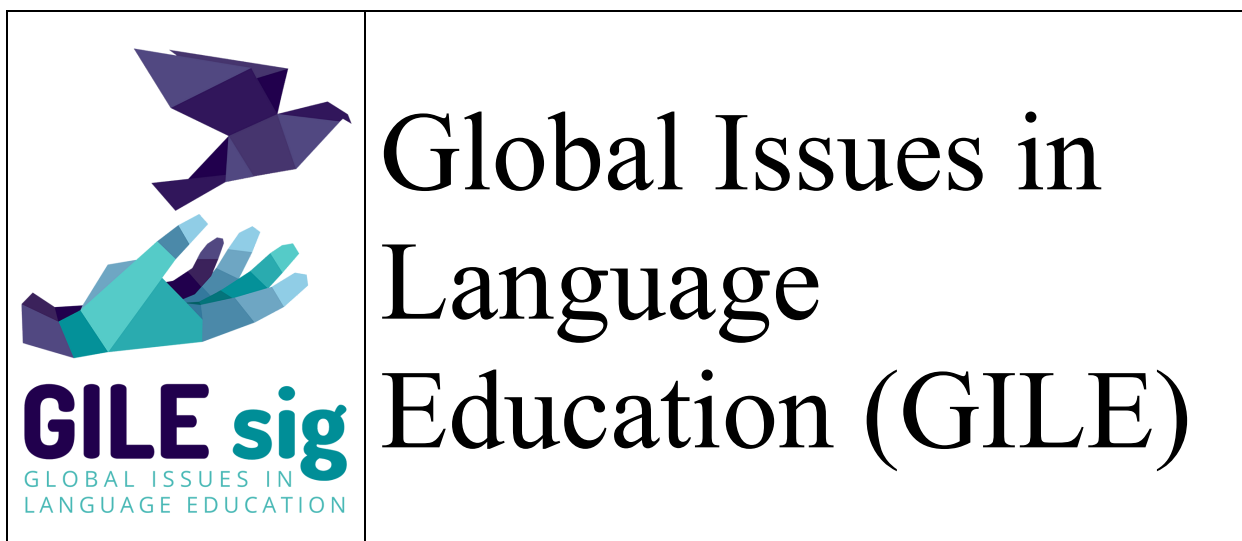 GILE sig
GLOBAL ISSUES IN
LANGUAGE EDUCATION
Global Issues in
Language
Education (GILE)